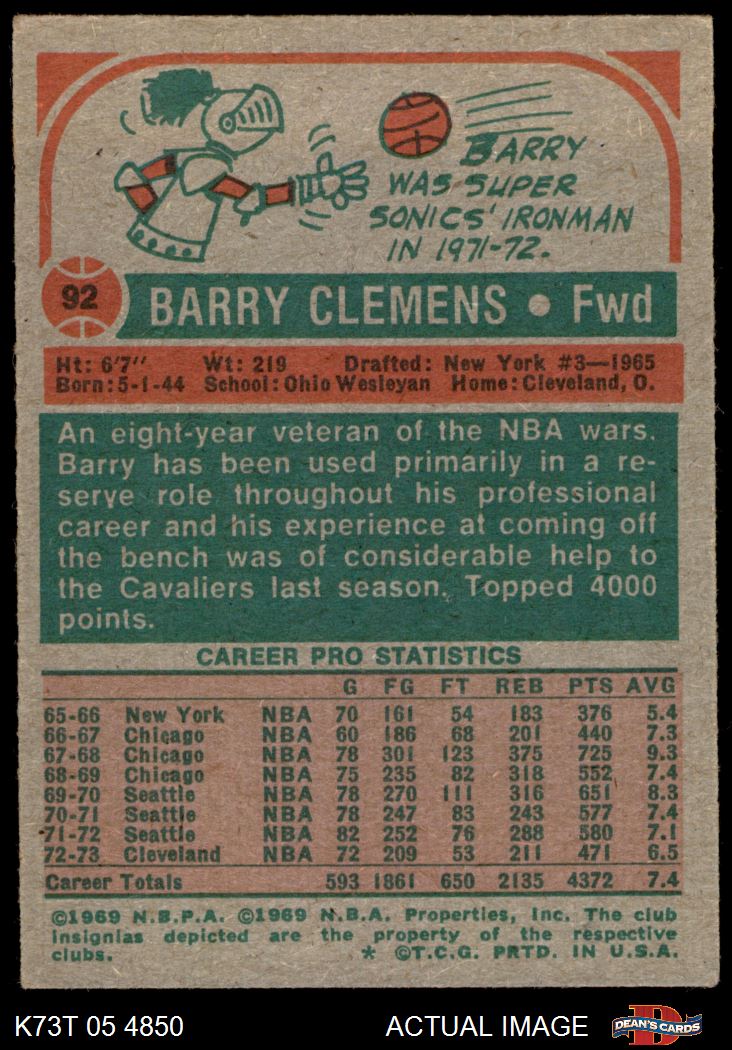 BARRY
WAS SUPER
SONICS' IRONMAN
IN 1971-72.
92 BARRY CLEMENS • Fwd
Ht: 6'7" Wt: 219 Drafted: New York #3—1965
Born: 5-1-44 School: Ohio Wesleyan Home: Cleveland, O.
An eight-year veteran of the NBA wars.
Barry has been used primarily in a re-
serve role throughout his professional
career and his experience at coming off
the bench was of considerable help to
the Cavaliers last season. Topped 4000
points.
CAREER PRO STATISTICS
G FG FT REB PTS AVG
65-66 New York NBA 70 161 54 183 376 5.4
66-67 Chicago NBA 60 186 68 201 440 7.3
67-68 Chicago NBA 78 301 123 375 725 9.3
68-69 Chicago NBA 75 235 82 318 552 7.4
69-70 Seattle NBA 78 270 111 316 651 8.3
70-71 Seattle NBA 78 247 83 243 577 7.4
71-72 Seattle NBA 82 252 76 288 580 7.1
72-73 Cleveland NBA 72 209 53 211 471 6.5
Career Totals 593 1861 650 2135 4372 7.4
©1969 N.B.P.A. ©1969 N.B.A. Properties, Inc. The club
insignias depicted are the property of the respective
clubs. * ©T.C.G. PRTD. IN U.S.A.
K73T 05 4850 ACTUAL IMAGE D DEAN'S CARDS